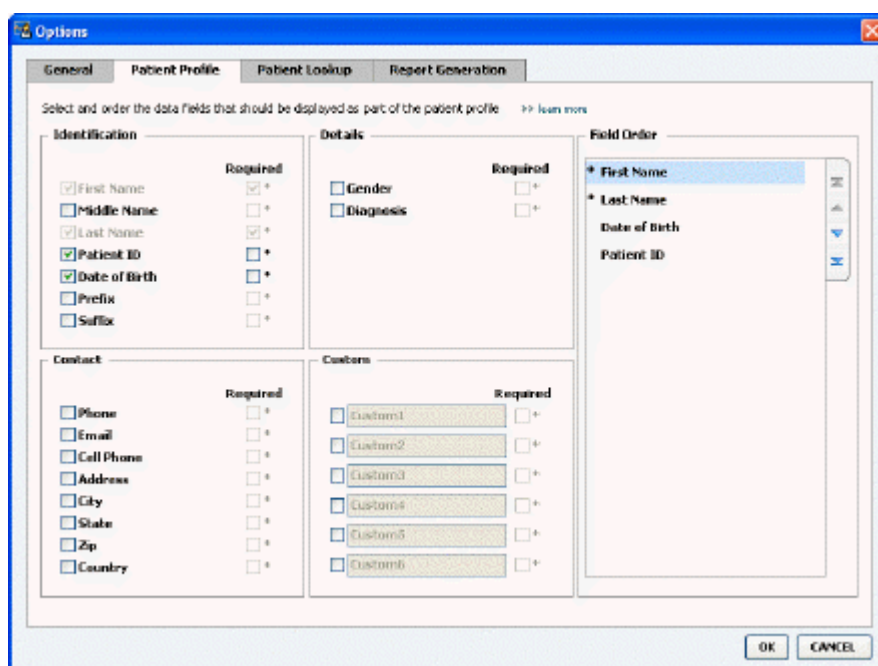 Options
General Patient Profile Patient Lookup Report Generation
Select and order the data fields that should be displayed as part of the patient profile >> learn more
Identification
Required
First Name *
Middle Name *
Last Name *
Patient ID *
Date of Birth *
Prefix *
Suffix *
Details
Required
Gender *
Diagnosis *
Field Order
* First Name
* Last Name
Date of Birth
Patient ID
Contact
Required
Phone *
Email *
Cell Phone *
Address *
City *
State *
Zip *
Country *
Custom
Required
Custom1 *
Custom2 *
Custom3 *
Custom4 *
Custom5 *
Custom6 *
OK CANCEL